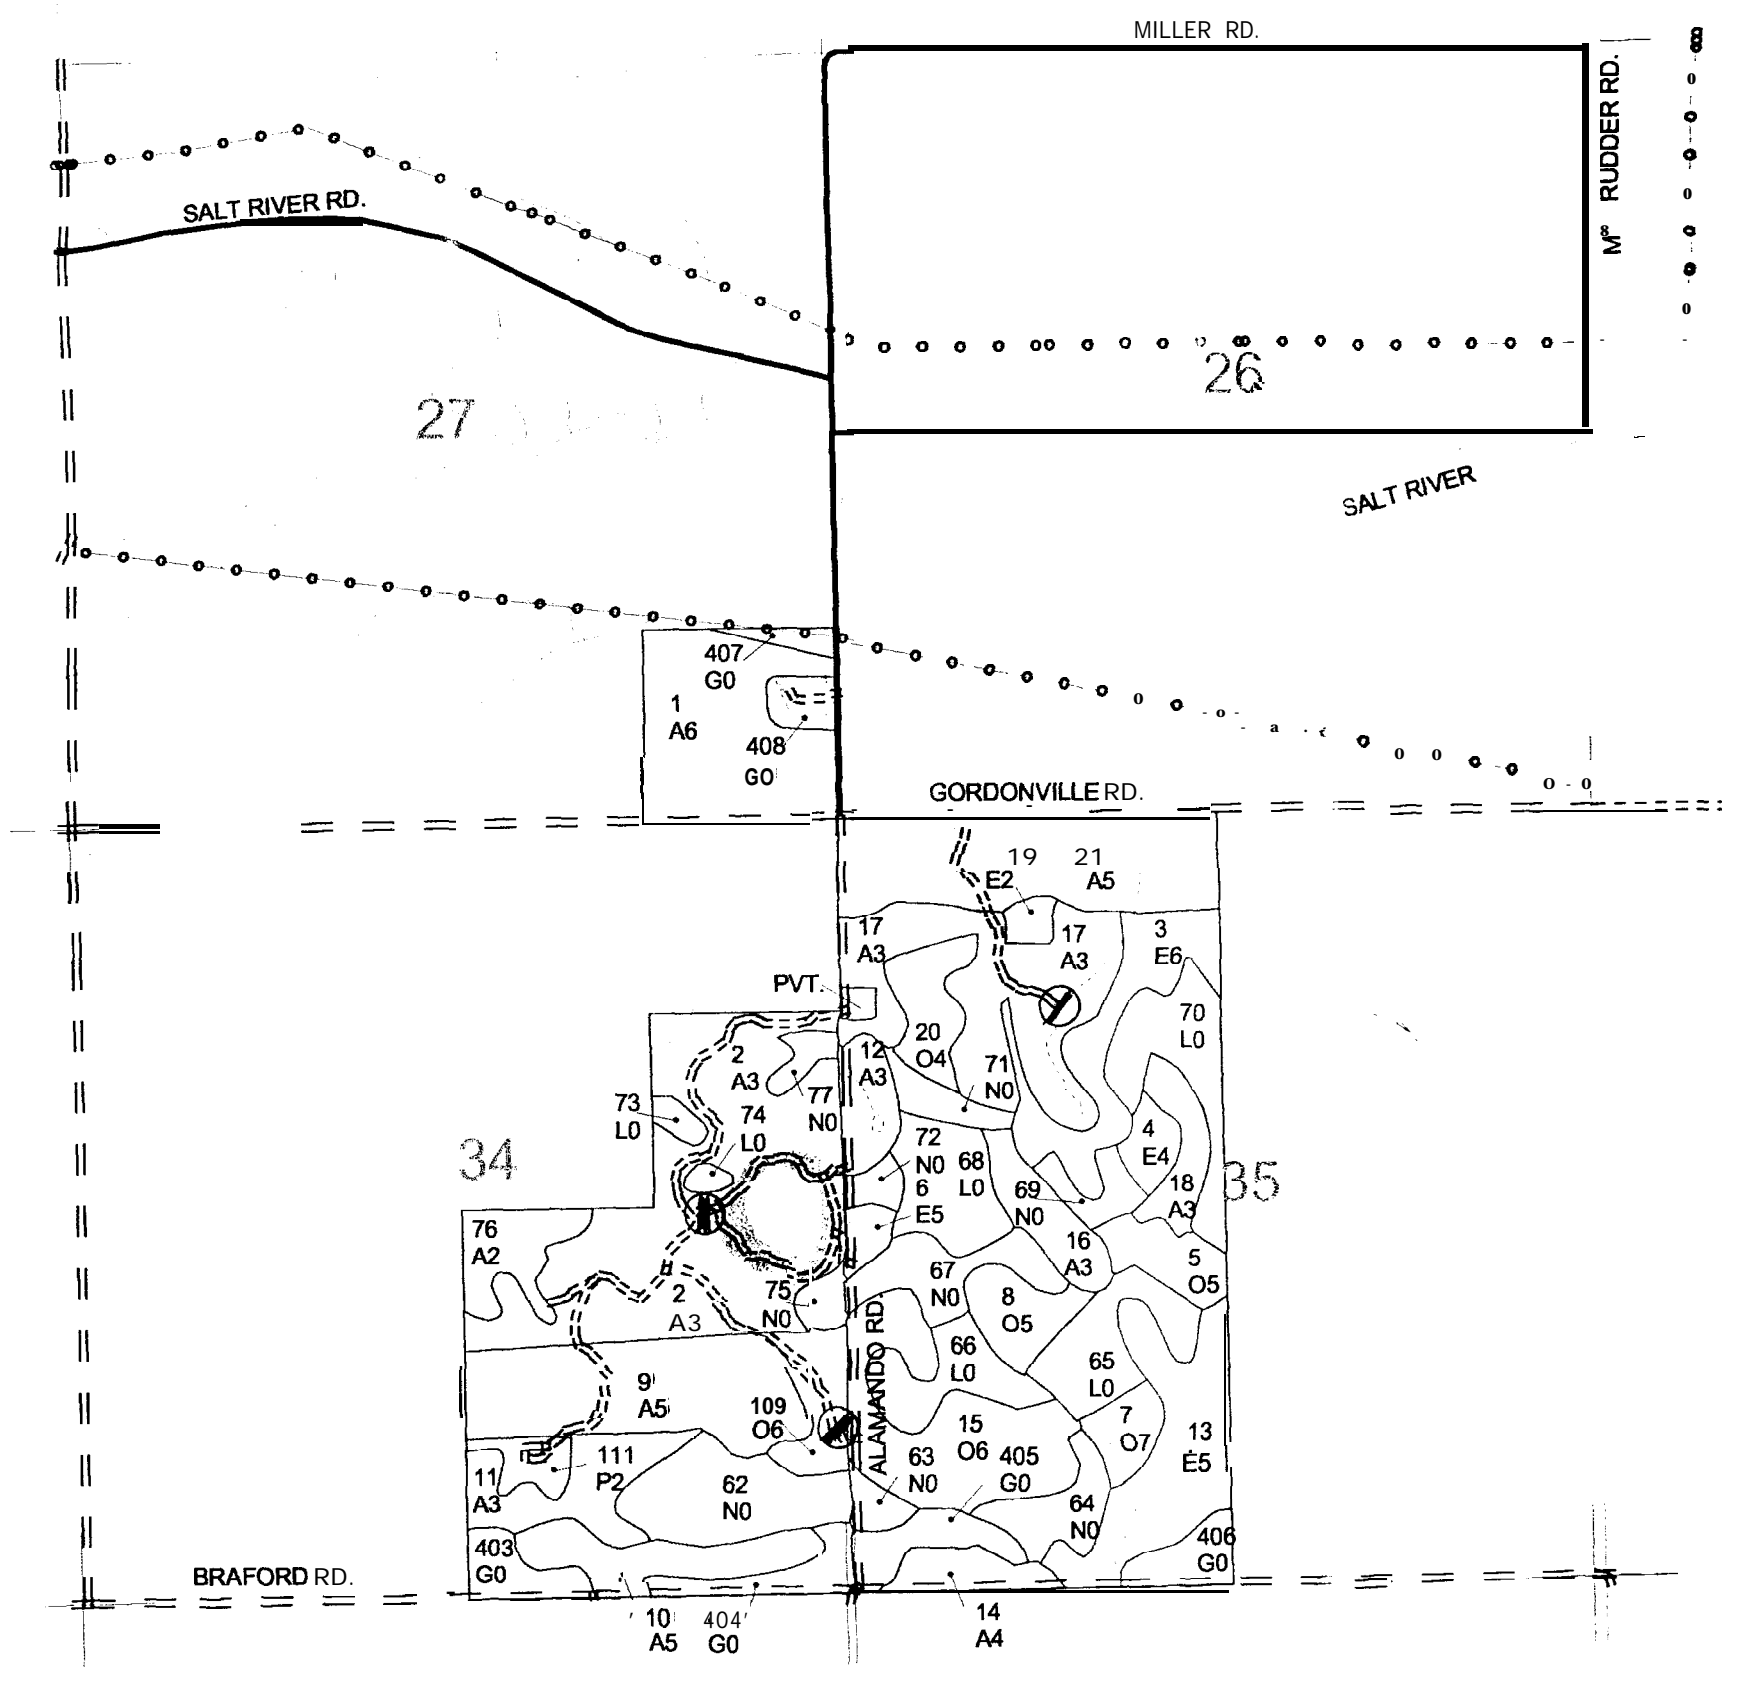 MILLER RD.
M RUDDER RD.
SALT RIVER RD.
26
27
SALT RIVER
407
G0
1
A6
408
G0
GORDONVILLE RD.
19
E2
21
A5
17
A3
17
A3
3
E6
PVT.
70
L0
20
O4
2
A3
12
A3
71
N0
77
N0
73
L0
74
L0
4
E4
72
N0
68
L0
34
35
6
E5
69
N0
18
A3
76
A2
16
A3
5
O5
67
N0
75
N0
2
A3
8
O5
ALAMANDO RD.
66
L0
65
L0
9
A5
109
O6
7
O7
15
O6
13
E5
111
P2
63
N0
405
G0
11
A3
62
N0
64
N0
403
G0
406
G0
BRAFORD RD.
10
A5
404
G0
14
A4